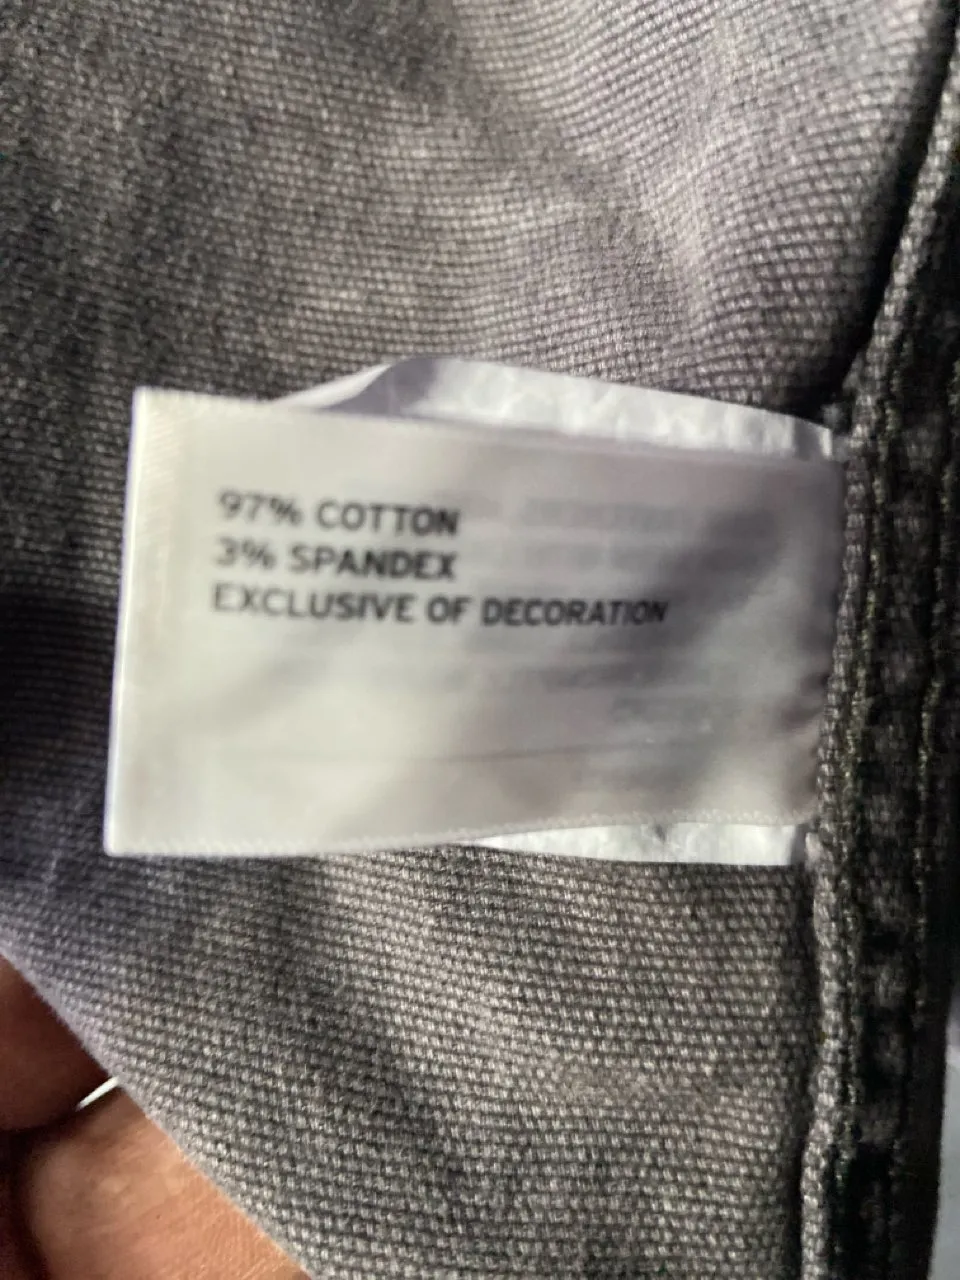 97% COTTON
3% SPANDEX
EXCLUSIVE OF DECORATION